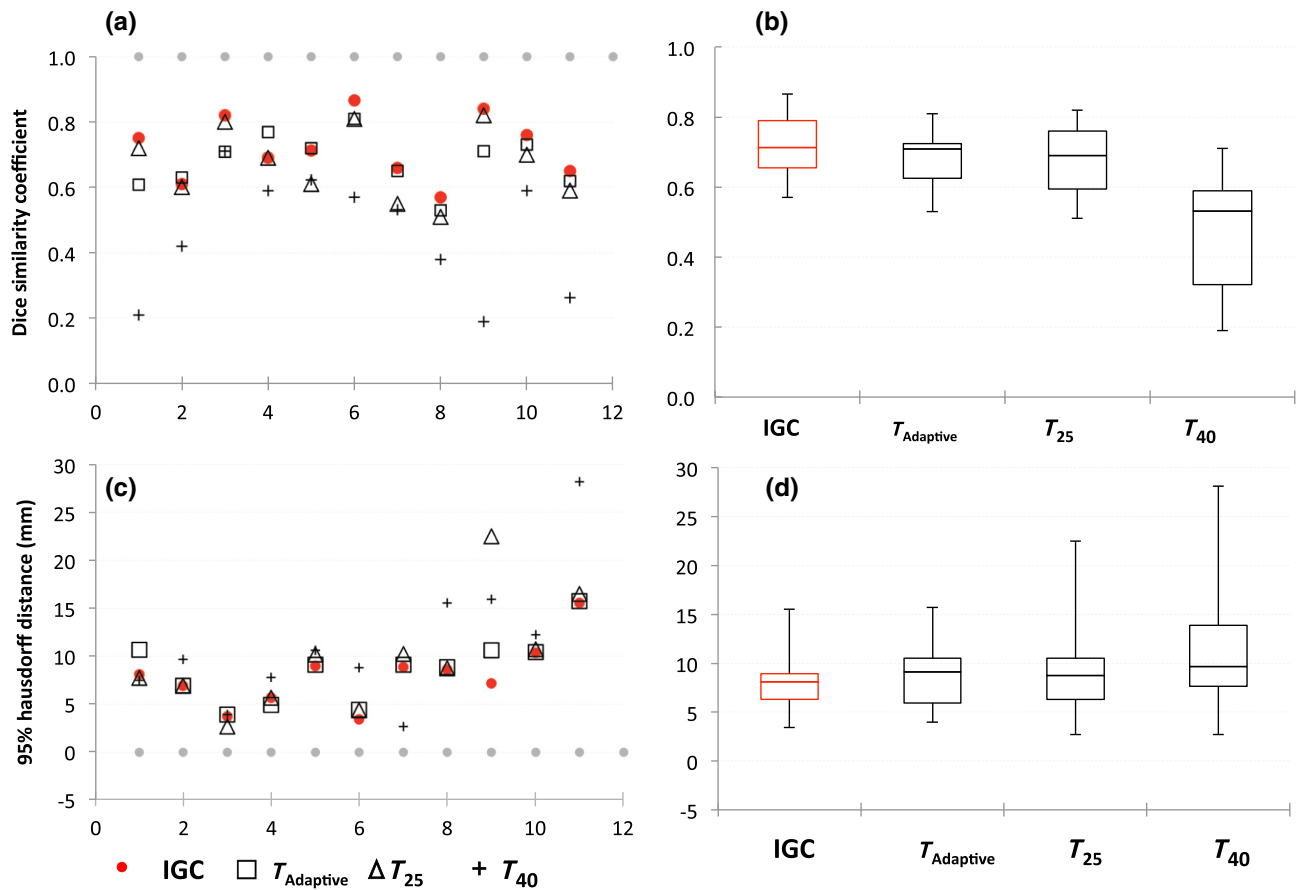 (a)
Dice similarity coefficient
1.0
0.8
0.6
0.4
0.2
0.0
0 2 4 6 8 10 12
(b)
1.0
0.8
0.6
0.4
0.2
0.0
IGC TAdaptive T25 T40
(c)
95% hausdorff distance (mm)
30
25
20
15
10
5
0
-5
0 2 4 6 8 10 12
IGC TAdaptive T25 T40
(d)
30
25
20
15
10
5
0
-5
IGC TAdaptive T25 T40